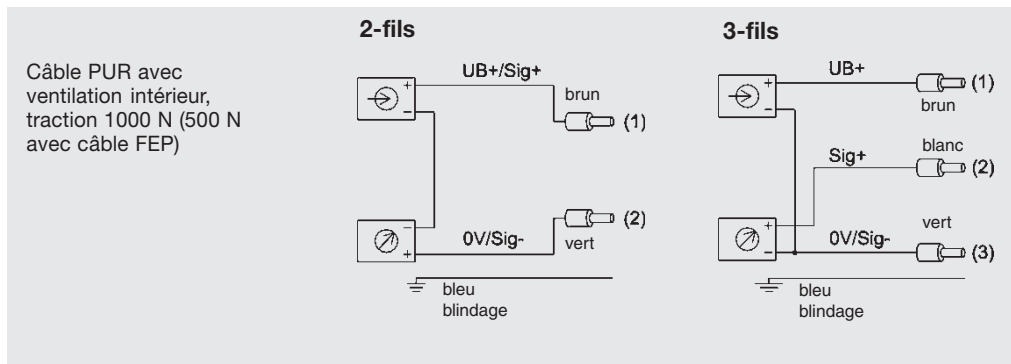 Câble PUR avec
ventilation intérieur,
traction 1000 N (500 N
avec câble FEP)
2-fils
UB+/Sig+
brun
(1)
+
−
−
+
(2)
0V/Sig-
vert
bleu
blindage
3-fils
UB+
(1)
brun
+
−
blanc
Sig+
(2)
+
−
vert
0V/Sig-
(3)
bleu
blindage